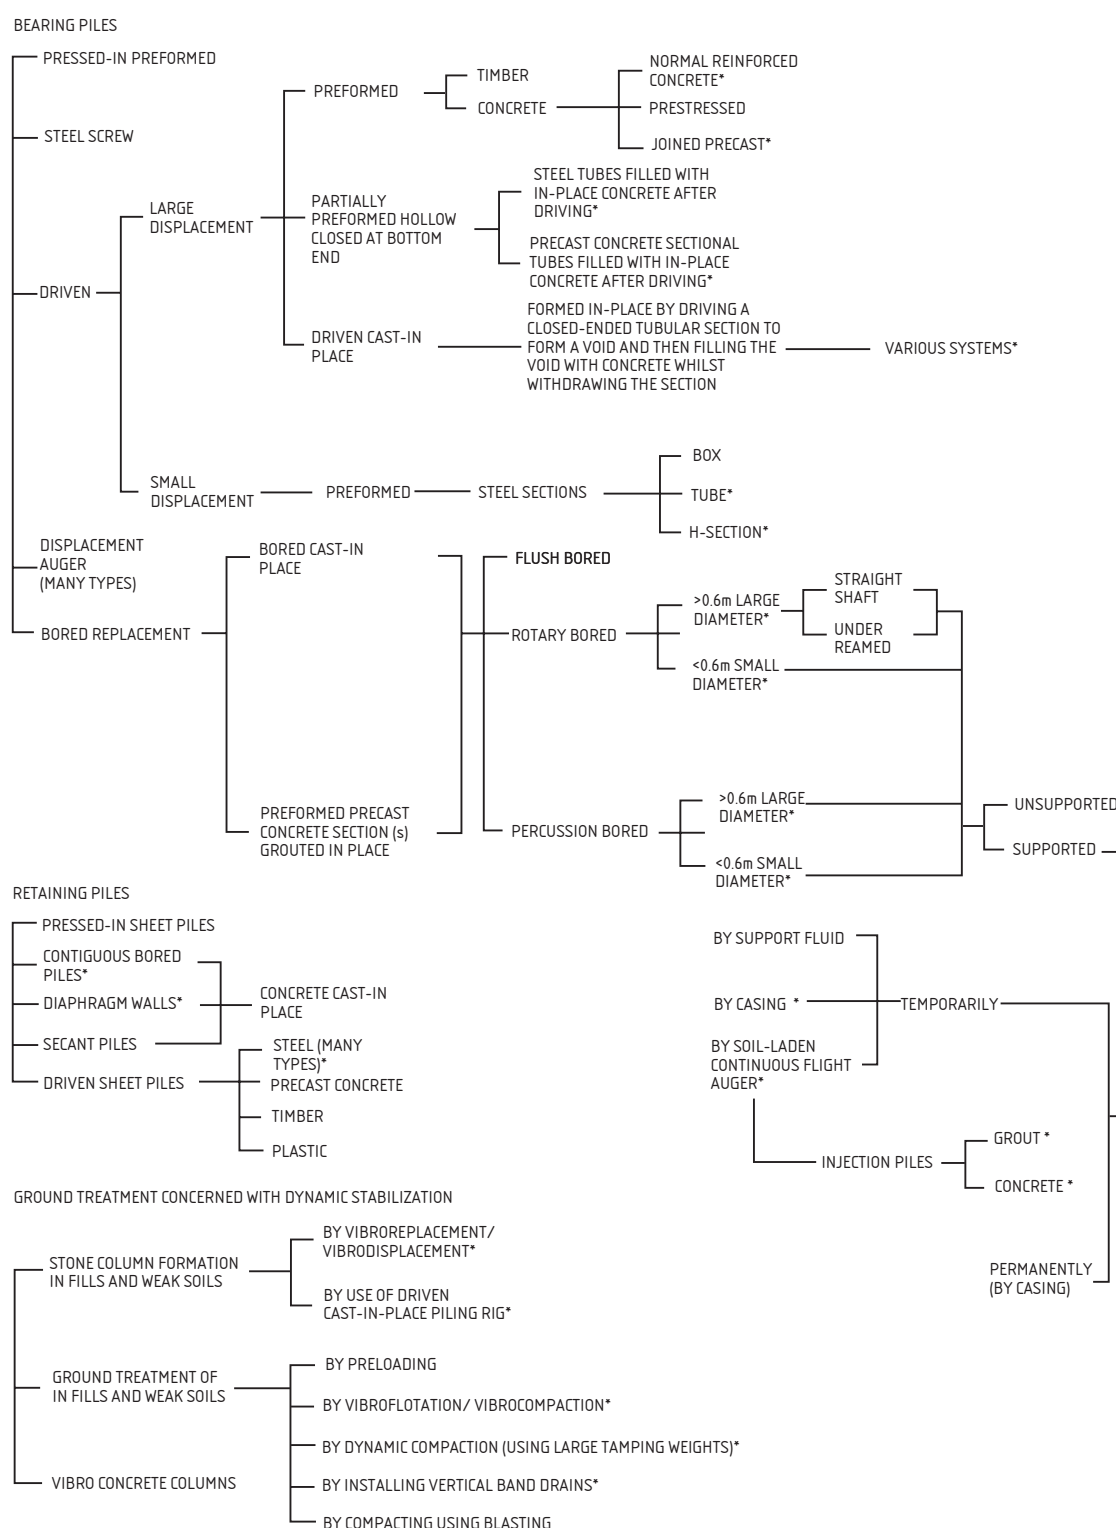 BEARING PILES
PRESSED-IN PREFORMED
STEEL SCREW
DRIVEN
LARGE
DISPLACEMENT
PREFORMED
TIMBER
CONCRETE
NORMAL REINFORCED
CONCRETE*
PRESTRESSED
JOINED PRECAST*
PARTIALLY
PREFORMED HOLLOW
CLOSED AT BOTTOM
END
STEEL TUBES FILLED WITH
IN-PLACE CONCRETE AFTER
DRIVING*
PRECAST CONCRETE SECTIONAL
TUBES FILLED WITH IN-PLACE
CONCRETE AFTER DRIVING*
DRIVEN CAST-IN
PLACE
FORMED IN-PLACE BY DRIVING A
CLOSED-ENDED TUBULAR SECTION TO
FORM A VOID AND THEN FILLING THE
VOID WITH CONCRETE WHILST
WITHDRAWING THE SECTION
VARIOUS SYSTEMS*
SMALL
DISPLACEMENT
PREFORMED
STEEL SECTIONS
BOX
TUBE*
H-SECTION*
DISPLACEMENT
AUGER
(MANY TYPES)
BORED REPLACEMENT
BORED CAST-IN
PLACE
PREFORMED PRECAST
CONCRETE SECTION (s)
GROUTED IN PLACE
FLUSH BORED
ROTARY BORED
>0.6m LARGE
DIAMETER*
STRAIGHT
SHAFT
UNDER
REAMED
<0.6m SMALL
DIAMETER*
PERCUSSION BORED
>0.6m LARGE
DIAMETER*
<0.6m SMALL
DIAMETER*
UNSUPPORTED
SUPPORTED
RETAINING PILES
PRESSED-IN SHEET PILES
CONTIGUOUS BORED
PILES*
DIAPHRAGM WALLS*
SECANT PILES
CONCRETE CAST-IN
PLACE
DRIVEN SHEET PILES
STEEL (MANY
TYPES)*
PRECAST CONCRETE
TIMBER
PLASTIC
BY SUPPORT FLUID
BY CASING *
BY SOIL-LADEN
CONTINUOUS FLIGHT
AUGER*
TEMPORARILY
INJECTION PILES
GROUT *
CONCRETE *
PERMANENTLY
(BY CASING)
GROUND TREATMENT CONCERNED WITH DYNAMIC STABILIZATION
STONE COLUMN FORMATION
IN FILLS AND WEAK SOILS
BY VIBROREPLACEMENT/
VIBRODISPLACEMENT*
BY USE OF DRIVEN
CAST-IN-PLACE PILING RIG*
GROUND TREATMENT OF
IN FILLS AND WEAK SOILS
BY PRELOADING
BY VIBROFLOTATION/ VIBROCOMPACTION*
BY DYNAMIC COMPACTION (USING LARGE TAMPING WEIGHTS)*
BY INSTALLING VERTICAL BAND DRAINS*
BY COMPACTING USING BLASTING
VIBRO CONCRETE COLUMNS